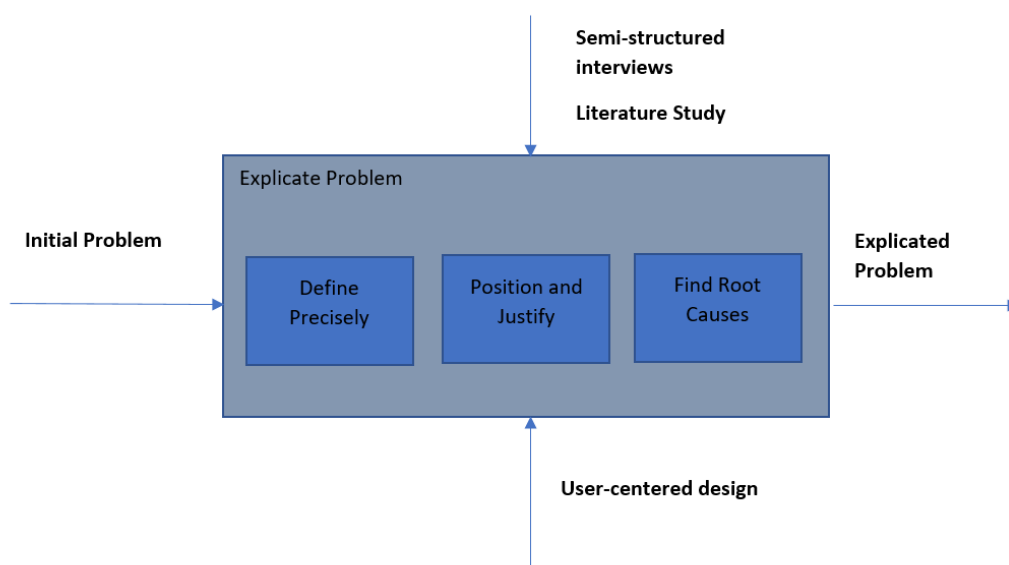 Semi-structured
interviews
Literature Study
Explicate Problem
Initial Problem
Explicated
Problem
Define
Precisely
Position and
Justify
Find Root
Causes
User-centered design